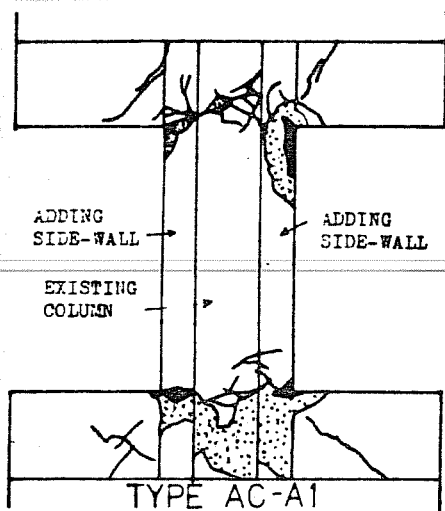 ADDING
SIDE-WALL
ADDING
SIDE-WALL
EXISTING
COLUMN
TYPE AC-A1